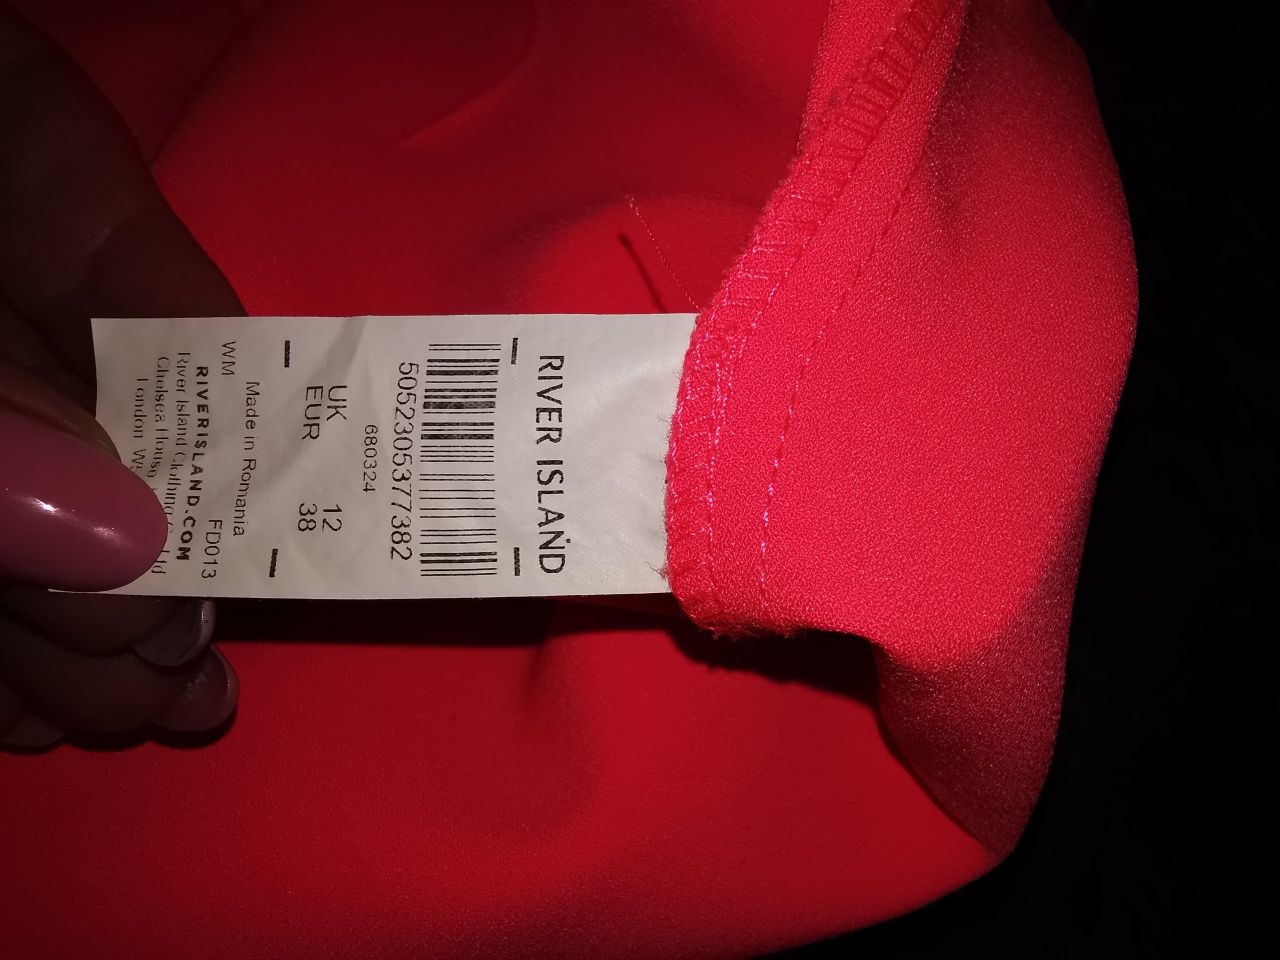 RIVER ISLAND
5052305377382
680324
UK 12
EUR 38
Made in Romania
WM FD013
RIVERISLAND.COM
River Island Clothing
Chelsea House
London